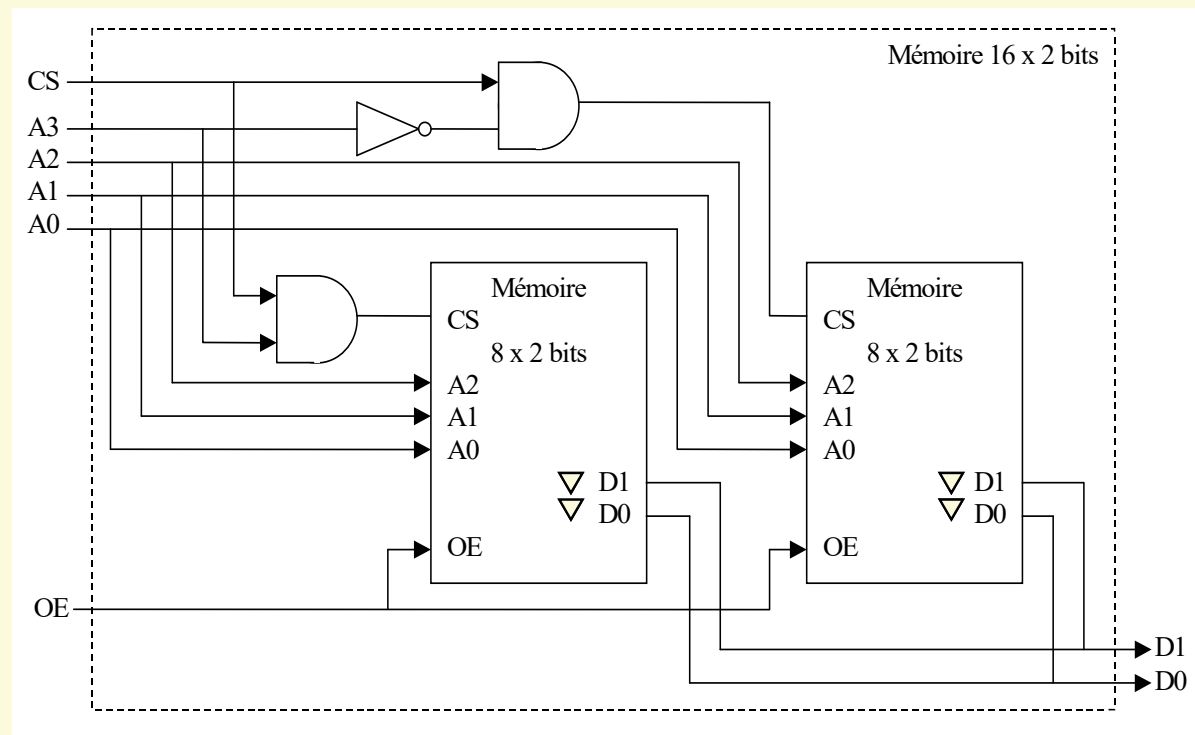 Mémoire 16 x 2 bits
CS
A3
A2
A1
A0
Mémoire
CS
8 x 2 bits
A2
A1
A0
D1
D0
OE
Mémoire
CS
8 x 2 bits
A2
A1
A0
D1
D0
OE
OE
D1
D0